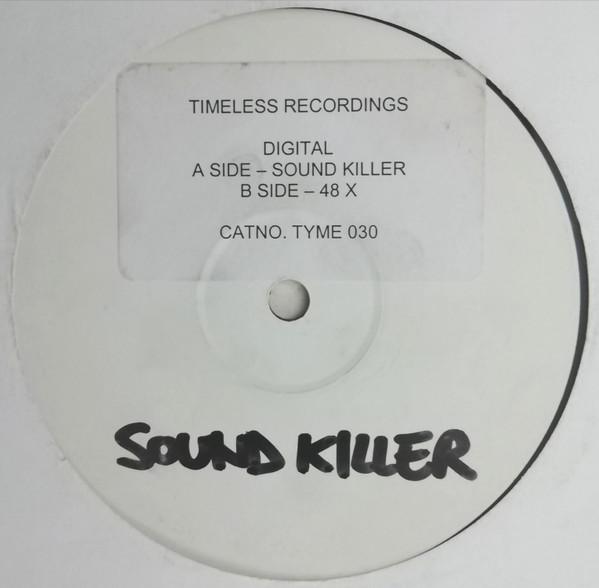 TIMELESS RECORDINGS
DIGITAL
A SIDE – SOUND KILLER
B SIDE – 48 X
CATNO. TYME 030
SOUND KILLER